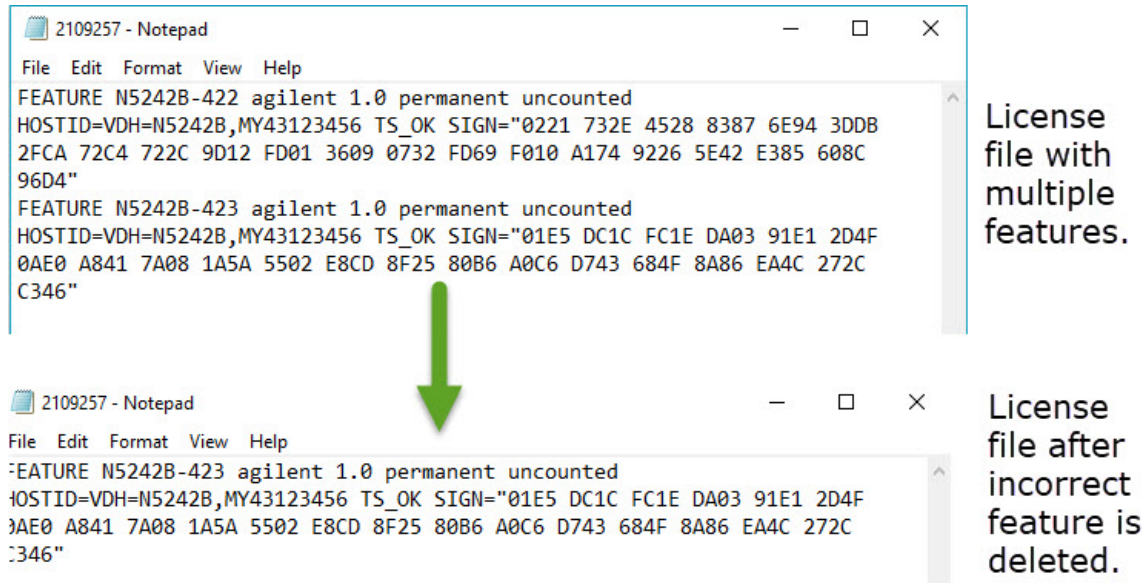 2109257 - Notepad
File Edit Format View Help
FEATURE N5242B-422 agilent 1.0 permanent uncounted
HOSTID=VDH=N5242B,MY43123456 TS_OK SIGN="0221 732E 4528 8387 6E94 3DDB
2FCA 72C4 722C 9D12 FD01 3609 0732 FD69 F010 A174 9226 5E42 E385 608C
96D4"
FEATURE N5242B-423 agilent 1.0 permanent uncounted
HOSTID=VDH=N5242B,MY43123456 TS_OK SIGN="01E5 DC1C FC1E DA03 91E1 2D4F
0AE0 A841 7A08 1A5A 5502 E8CD 8F25 80B6 A0C6 D743 684F 8A86 EA4C 272C
C346"
License
file with
multiple
features.
2109257 - Notepad
File Edit Format View Help
FEATURE N5242B-423 agilent 1.0 permanent uncounted
HOSTID=VDH=N5242B,MY43123456 TS_OK SIGN="01E5 DC1C FC1E DA03 91E1 2D4F
0AE0 A841 7A08 1A5A 5502 E8CD 8F25 80B6 A0C6 D743 684F 8A86 EA4C 272C
C346"
License
file after
incorrect
feature is
deleted.